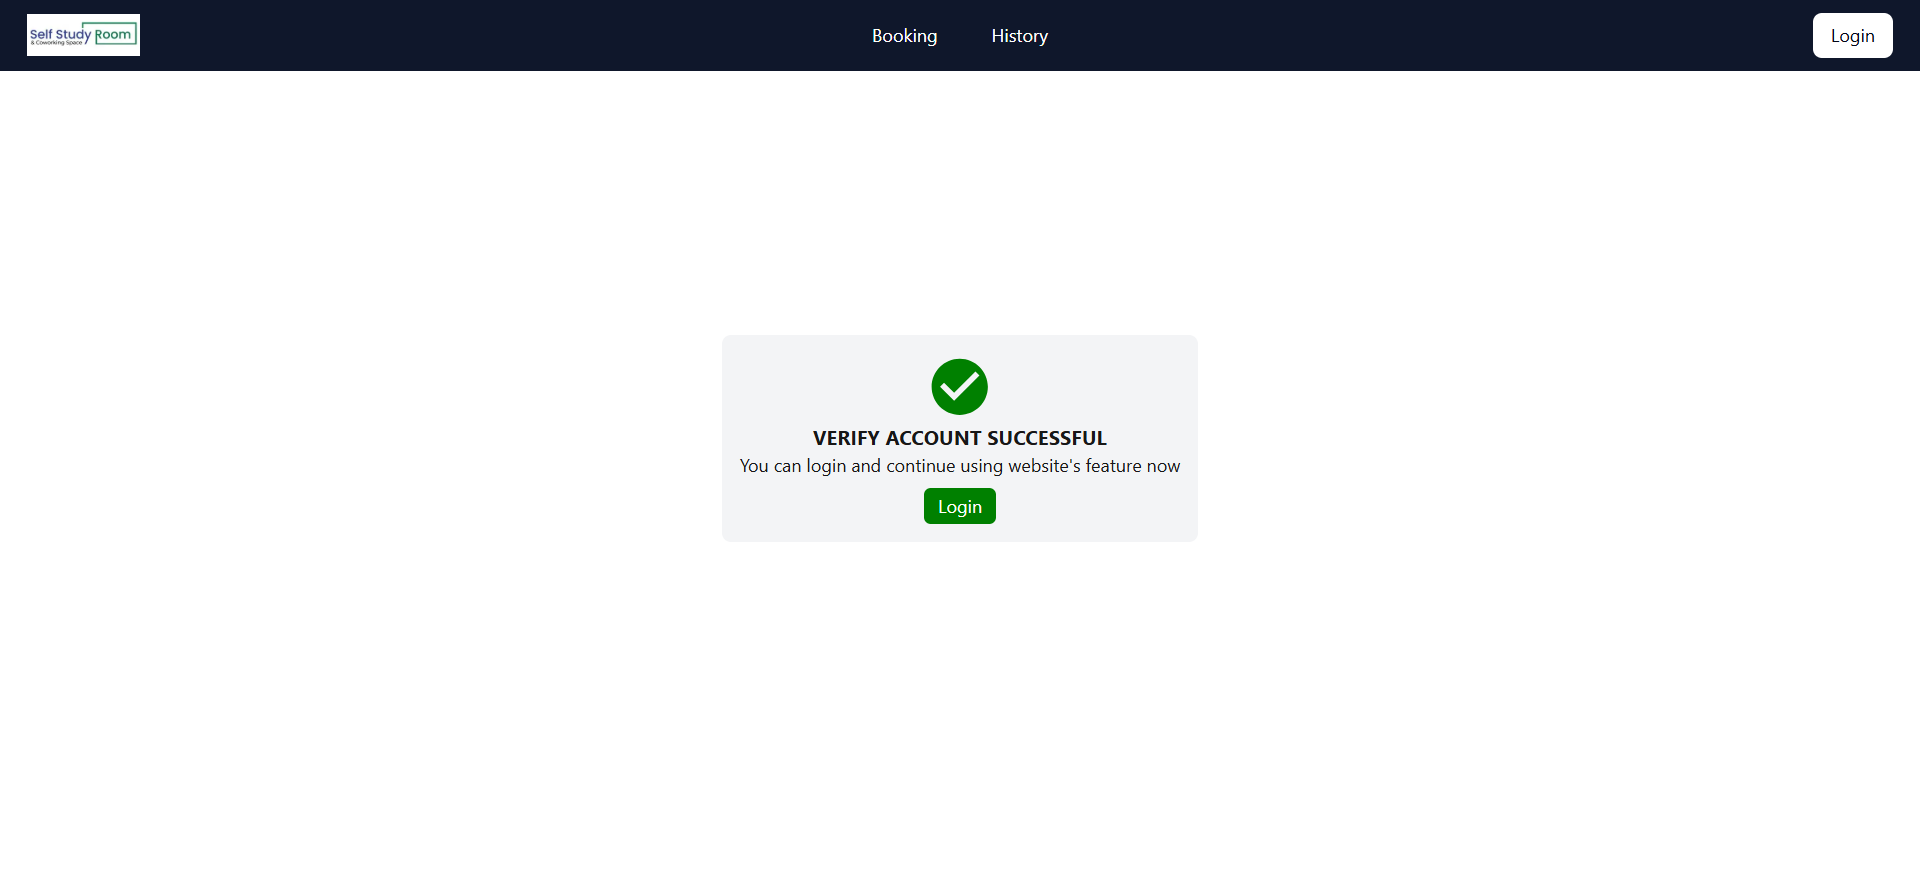 Self Study Room
& Coworking Space
Booking
History
Login
VERIFY ACCOUNT SUCCESSFUL
You can login and continue using website's feature now
Login